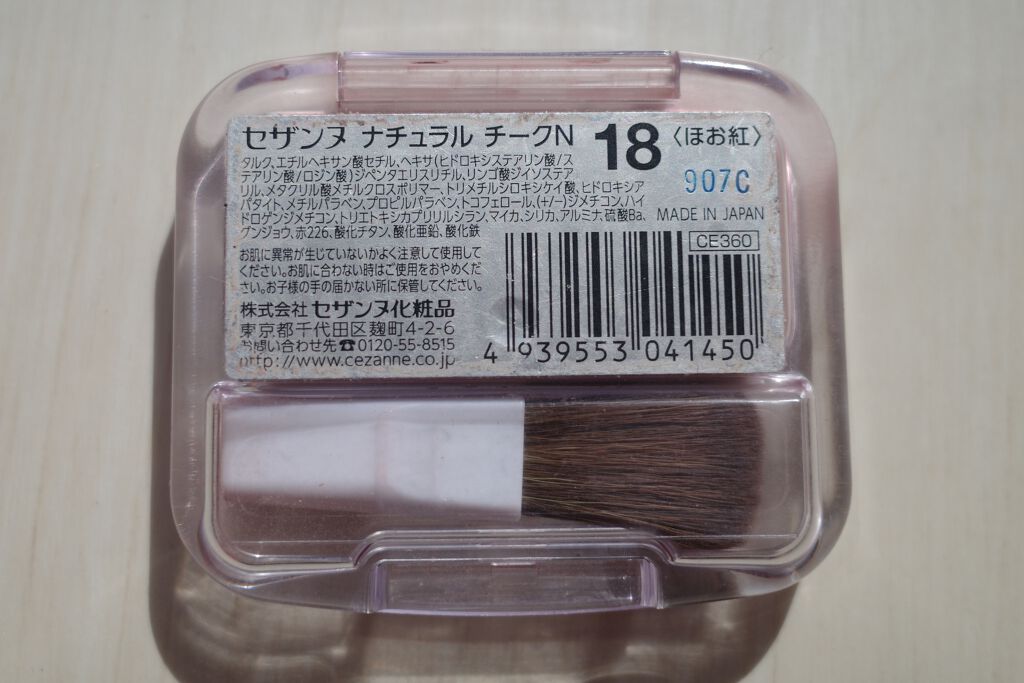 セザンヌ ナチュラル チークN 18 〈ほお紅〉
タルク、エチルヘキサン酸セチル、ヘキサ(ヒドロキシステアリン酸/ス
テアリン酸/ロジン酸)ジペンタエリスリチル、リンゴ酸ジイソステア
リル、メタクリル酸メチルクロスポリマー、トリメチルシロキシケイ酸、ヒドロキシア
パタイト、メチルパラベン、プロピルパラベン、トコフェロール、(+/−)ジメチコン、ハイ
ドロゲンジメチコン、トリエトキシカプリリルシラン、マイカ、シリカ、アルミナ、硫酸Ba、
グンジョウ、赤226、酸化チタン、酸化亜鉛、酸化鉄
907C
MADE IN JAPAN
CE360
お肌に異常が生じていないかよく注意して使用して
ください。お肌に合わない時はご使用をおやめくだ
さい。お子様の手の届かない所に保管してください。
株式会社 セザンヌ化粧品
東京都千代田区麹町4-2-6
お問い合わせ先☎0120-55-8515
http://www.cezanne.co.jp
4 939553 041450